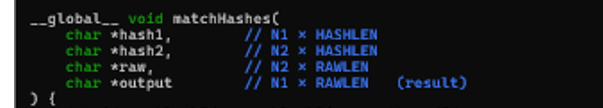 __global__ void matchHashes(
    char *hash1,        // N1 × HASHLEN
    char *hash2,        // N2 × HASHLEN
    char *raw,          // N2 × RAWLEN
    char *output        // N1 × RAWLEN   (result)
) {